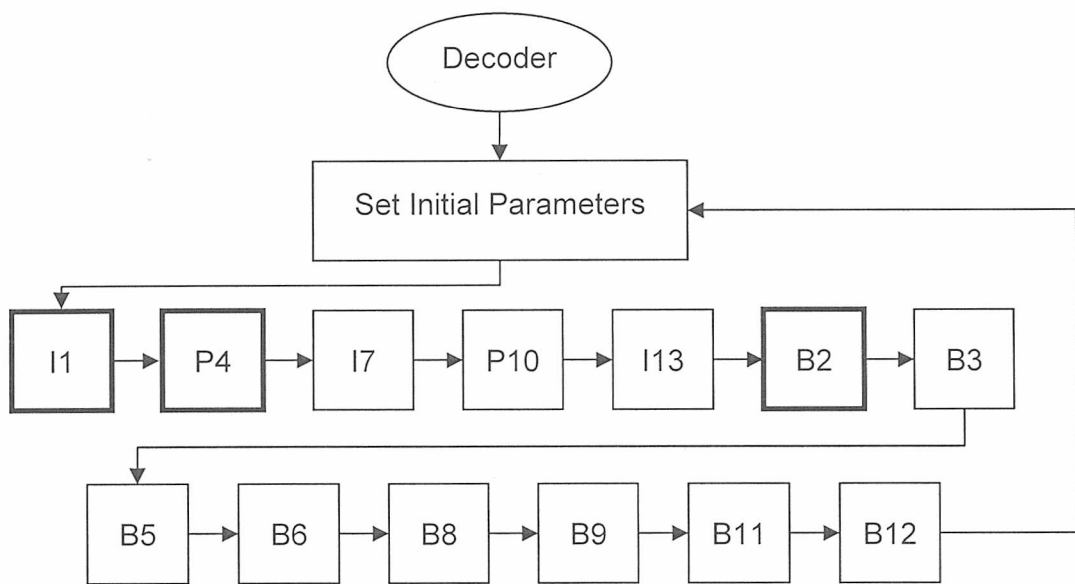 Decoder
Set Initial Parameters
I1 P4 I7 P10 I13 B2 B3
B5 B6 B8 B9 B11 B12